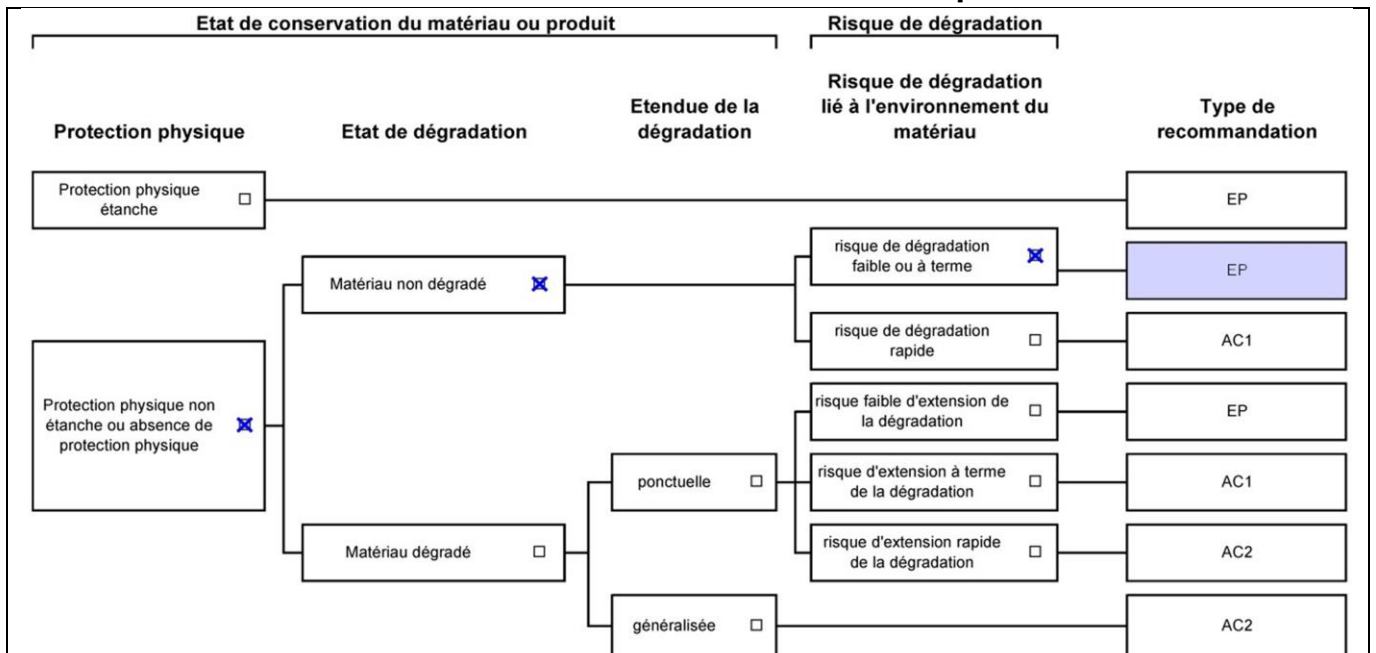 Etat de conservation du matériau ou produit
Risque de dégradation
Protection physique
Etat de dégradation
Etendue de la
dégradation
Risque de dégradation
lié à l'environnement du
matériau
Type de
recommandation
Protection physique
étanche
EP
Protection physique non
étanche ou absence de
protection physique
Matériau non dégradé
risque de dégradation
faible ou à terme
EP
risque de dégradation
rapide
AC1
Matériau dégradé
ponctuelle
risque faible d'extension de
la dégradation
EP
risque d'extension à terme
de la dégradation
AC1
risque d'extension rapide
de la dégradation
AC2
généralisée
AC2